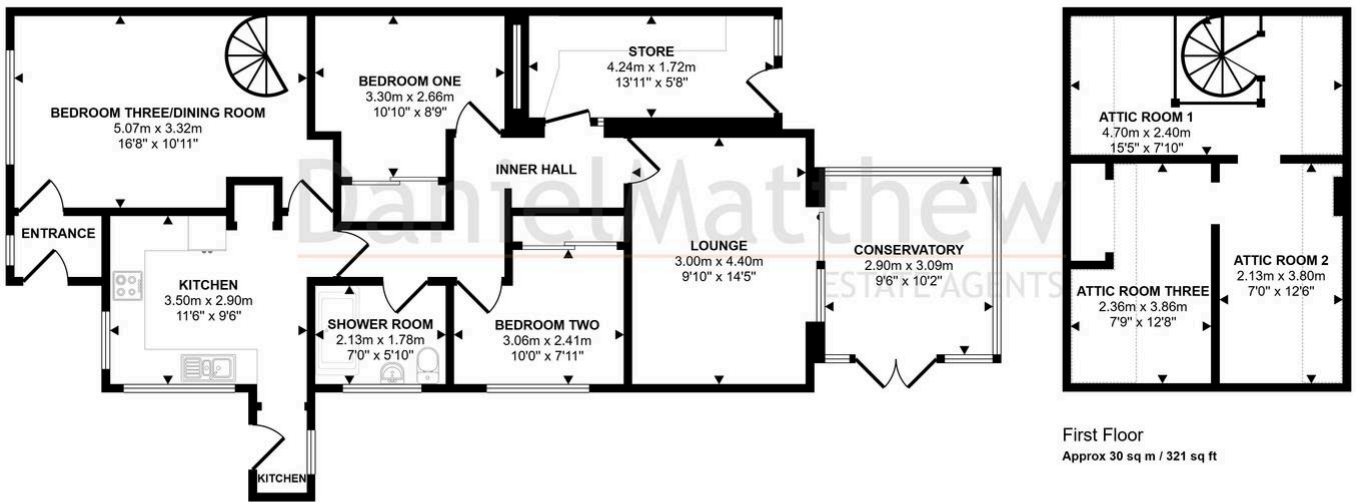 BEDROOM THREE/DINING ROOM
5.07m x 3.32m
16'8" x 10'11"
BEDROOM ONE
3.30m x 2.66m
10'10" x 8'9"
STORE
4.24m x 1.72m
13'11" x 5'8"
INNER HALL
ENTRANCE
KITCHEN
3.50m x 2.90m
11'6" x 9'6"
SHOWER ROOM
2.13m x 1.78m
7'0" x 5'10"
BEDROOM TWO
3.06m x 2.41m
10'0" x 7'11"
LOUNGE
3.00m x 4.40m
9'10" x 14'5"
CONSERVATORY
2.90m x 3.09m
9'6" x 10'2"
KITCHEN
DanielMatthew
ESTATE AGENTS
ATTIC ROOM 1
4.70m x 2.40m
15'5" x 7'10"
ATTIC ROOM 2
2.13m x 3.80m
7'0" x 12'6"
ATTIC ROOM THREE
2.36m x 3.86m
7'9" x 12'8"
First Floor
Approx 30 sq m / 321 sq ft